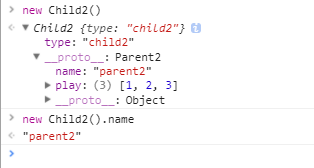 > new Child2()
< ▼ Child2 {type: "child2"} i
type: "child2"
▼ __proto__: Parent2
name: "parent2"
▶ play: (3) [1, 2, 3]
▶ __proto__: Object
> new Child2().name
< "parent2"
>